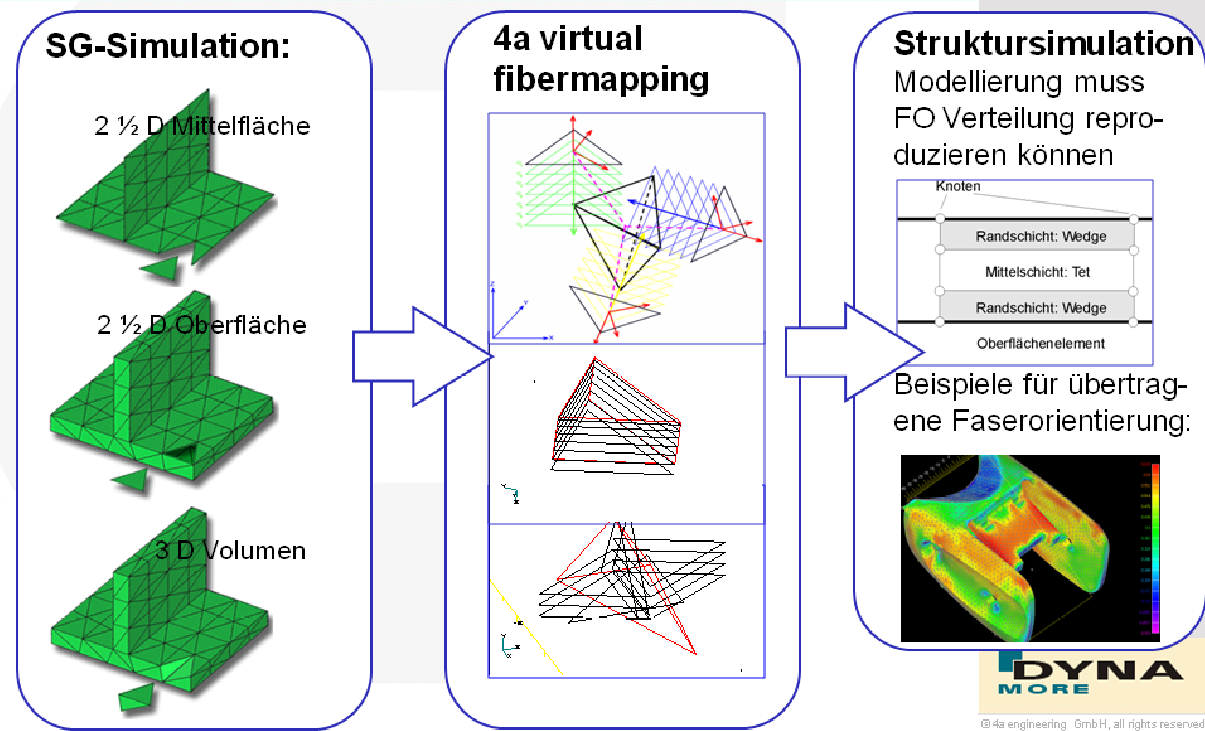 SG-Simulation:
2 ½ D Mittelfläche
2 ½ D Oberfläche
3 D Volumen
4a virtual
fibermapping
Z
Y
X
Struktursimulation
Modellierung muss
FO Verteilung repro-
duzieren können
Knoten
Randschicht: Wedge
Mittelschicht: Tet
Randschicht: Wedge
Oberflächenelement
Beispiele für übertrag-
ene Faserorientierung:
DYNA
MORE
© 4a engineering GmbH, all rights reserved